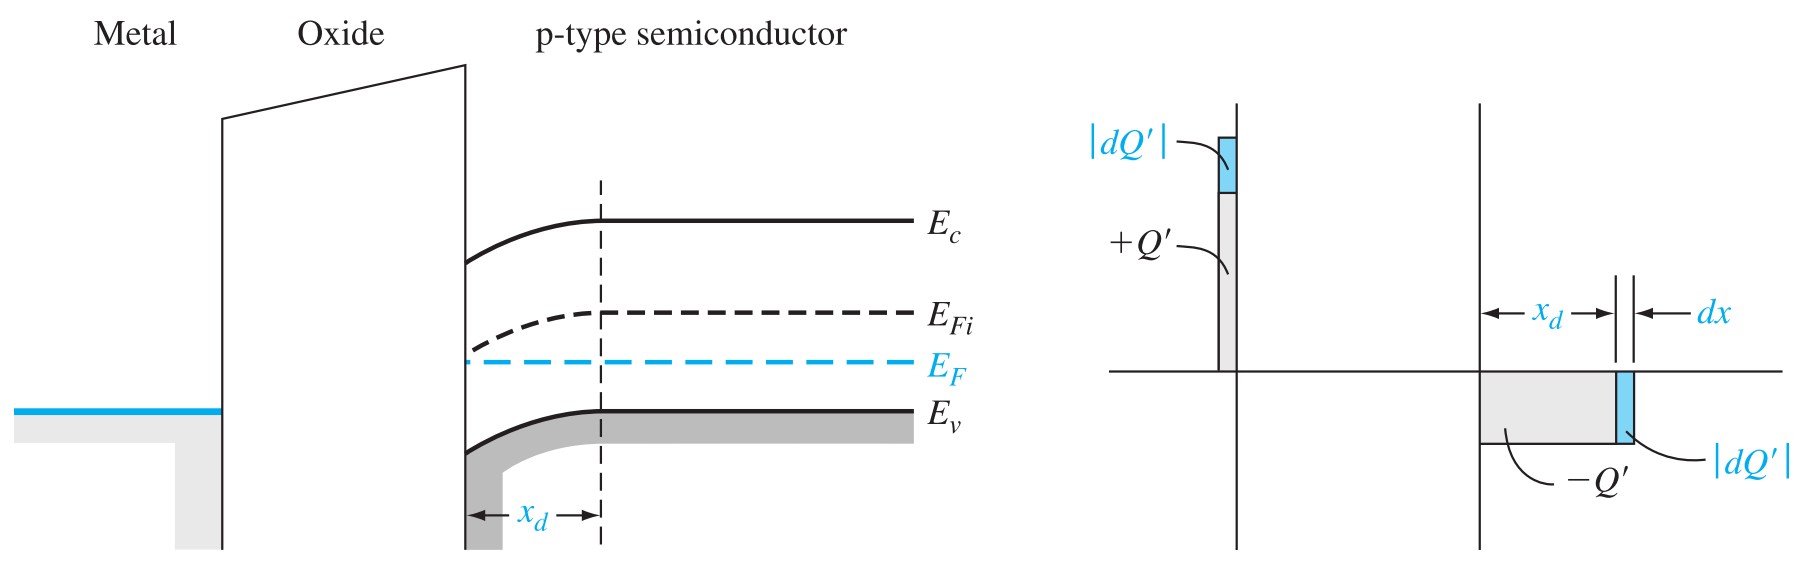 Metal Oxide p-type semiconductor
E_c
E_Fi
E_F
E_v
x_d
|dQ′|
+Q′
x_d dx
|dQ′|
−Q′